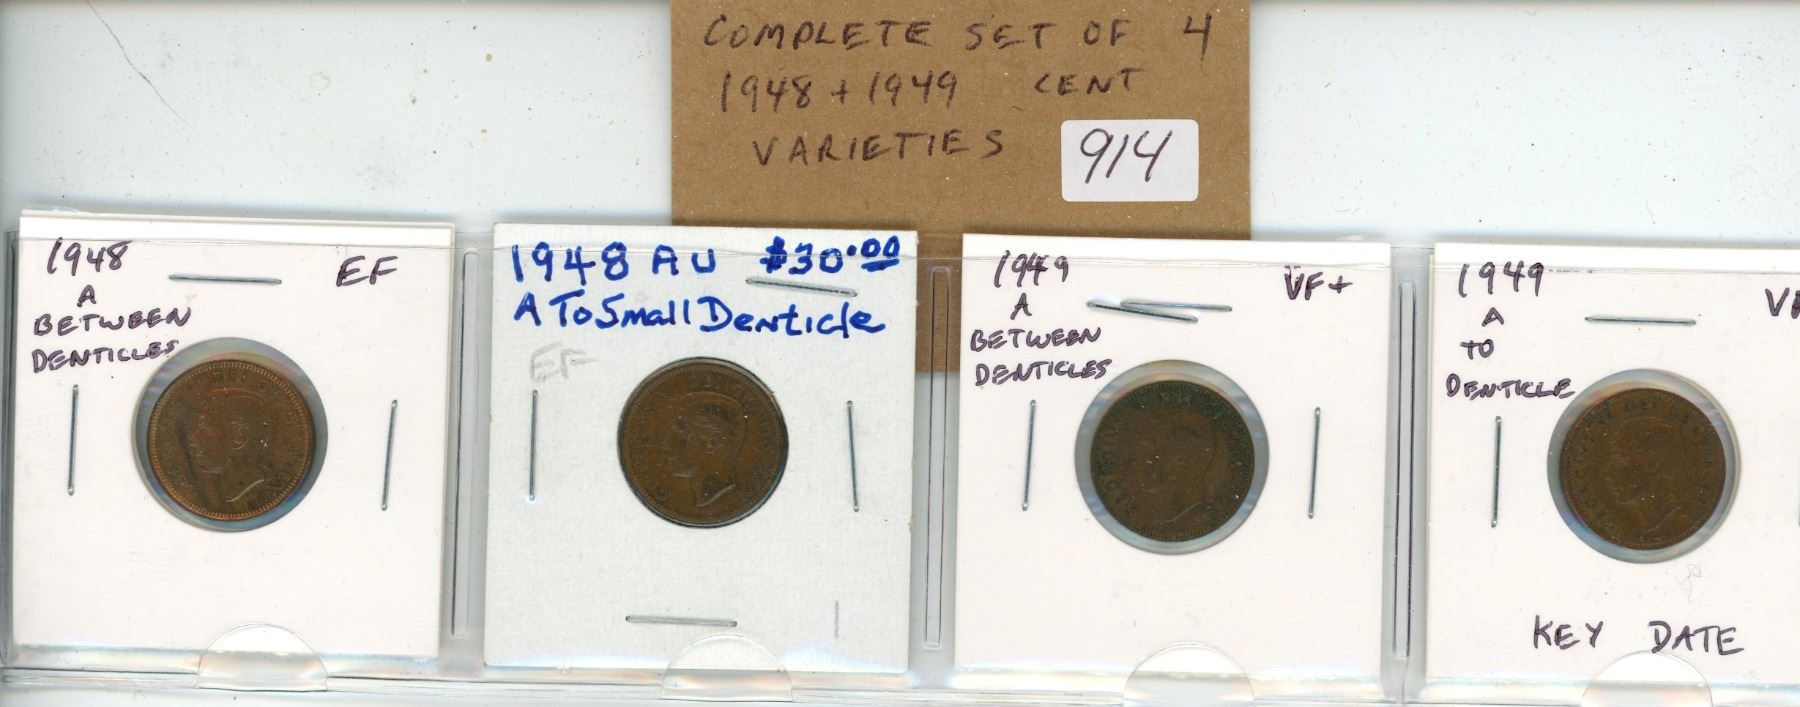 COMPLETE SET OF 4
1948 + 1949 CENT
VARIETIES
914
1948 EF
A
BETWEEN
DENTICLES
1948 AU $30.00
A To Small Denticle
EF
1949 VF+
A
BETWEEN
DENTICLES
1949
A
TO
DENTICLE
KEY DATE